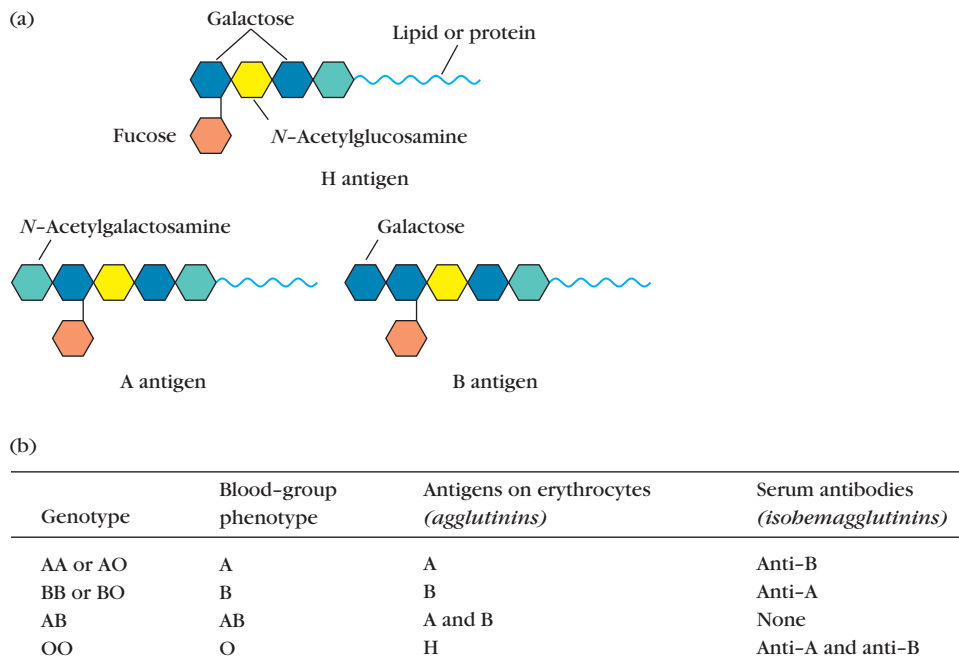 (a)
Galactose
Lipid or protein
Fucose
N-Acetylglucosamine
H antigen
N-Acetylgalactosamine
Galactose
A antigen
B antigen
(b)
Genotype Blood-group phenotype Antigens on erythrocytes (agglutinins) Serum antibodies (isohemagglutinins)
AA or AO A A Anti-B
BB or BO B B Anti-A
AB AB A and B None
OO O H Anti-A and anti-B